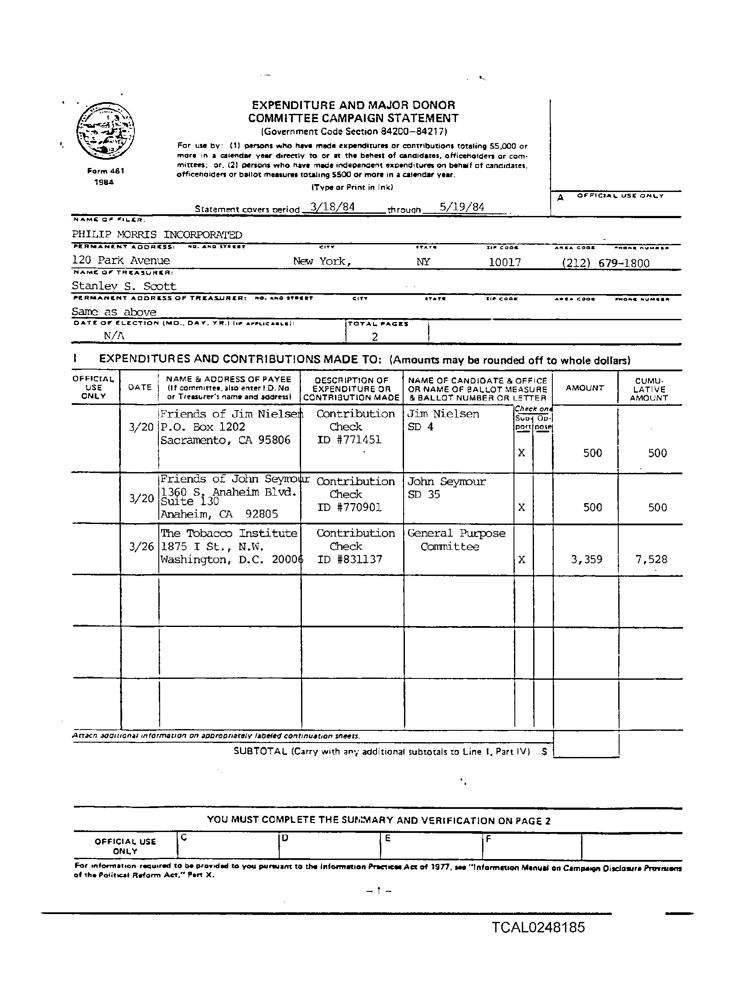 EXPENDITURE AND MAJOR DONOR
COMMITTEE CAMPAIGN STATEMENT
(Government Code Section 84200—84217)
For use by: (1) persons who have made expenditures or contributions totaling $5,000 or
more in a calendar year directly to or at the behest of candidates, officeholders or com-
mittees; or, (2) persons who have made independent expenditures on behalf of candidates,
officeholders or ballot measures totaling $500 or more in a calendar year.
(Type or Print in Ink)
Form 461
1984
A OFFICIAL USE ONLY
Statement covers period 3/18/84 through 5/19/84
NAME OF FILER:
PHILIP MORRIS INCORPORATED
PERMANENT ADDRESS: NO. AND STREET CITY STATE ZIP CODE AREA CODE PHONE NUMBER
120 Park Avenue New York, NY 10017 (212) 679-1800
NAME OF TREASURER:
Stanley S. Scott
PERMANENT ADDRESS OF TREASURER: NO. AND STREET CITY STATE ZIP CODE AREA CODE PHONE NUMBER
Same as above
DATE OF ELECTION (MO., DAY, YR.) (IF APPLICABLE): TOTAL PAGES
N/A 2
I EXPENDITURES AND CONTRIBUTIONS MADE TO: (Amounts may be rounded off to whole dollars)
OFFICIAL USE ONLY
DATE
NAME & ADDRESS OF PAYEE
(If committee, also enter I.D. No.
or Treasurer's name and address)
DESCRIPTION OF
EXPENDITURE OR
CONTRIBUTION MADE
NAME OF CANDIDATE & OFFICE
OR NAME OF BALLOT MEASURE
& BALLOT NUMBER OR LETTER
AMOUNT
CUMU-
LATIVE
AMOUNT
Check one
Sup-port Op-pose
Friends of Jim Nielsen Contribution Jim Nielsen
3/20 P.O. Box 1202 Check SD 4
Sacramento, CA 95806 ID #771451
X 500 500
Friends of John Seymour Contribution John Seymour
1360 S. Anaheim Blvd. Check SD 35
3/20 Suite 130 ID #770901 X 500 500
Anaheim, CA 92805
The Tobacco Institute Contribution General Purpose
3/26 1875 I St., N.W. Check Committee
Washington, D.C. 20006 ID #831137 X 3,359 7,528
Attach additional information on appropriately labeled continuation sheets.
SUBTOTAL (Carry with any additional subtotals to Line 1, Part IV) $
YOU MUST COMPLETE THE SUMMARY AND VERIFICATION ON PAGE 2
OFFICIAL USE
ONLY
C D E F
For information required to be provided to you pursuant to the Information Practices Act of 1977, see "Information Manual on Campaign Disclosure Provisions
of the Political Reform Act," Part X.
— 1 —
TCAL0248185